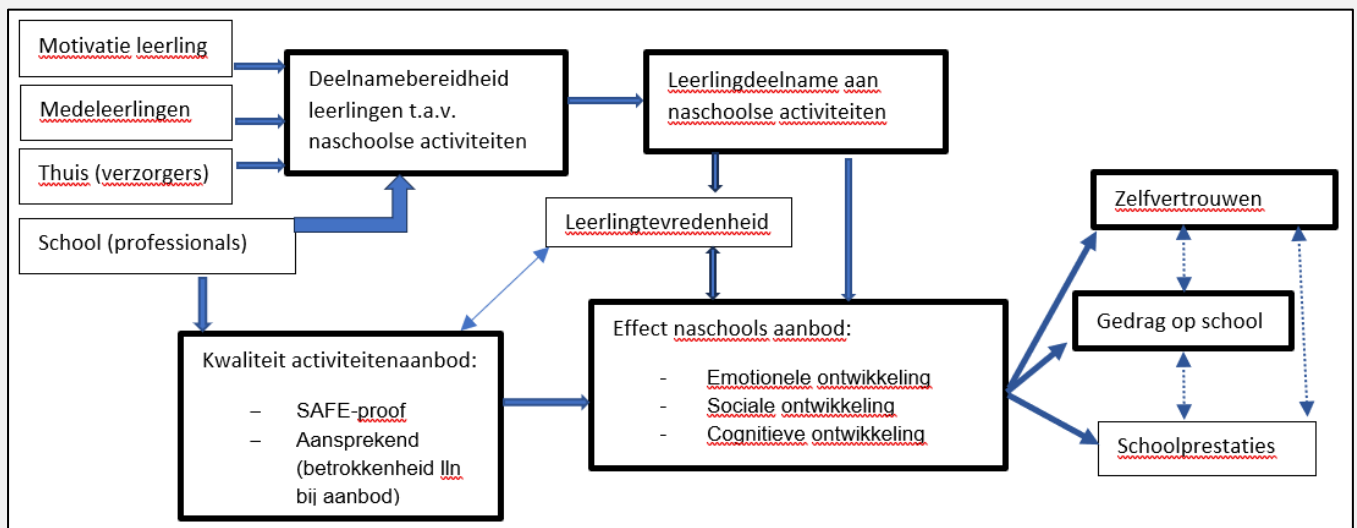 Motivatie leerling
Medeleerlingen
Thuis (verzorgers)
School (professionals)
Deelnamebereidheid
leerlingen t.a.v.
naschoolse activiteiten
Leerlingdeelname aan
naschoolse activiteiten
Leerlingtevredenheid
Kwaliteit activiteitenaanbod:
– SAFE-proof
– Aansprekend
(betrokkenheid lln
bij aanbod)
Effect naschools aanbod:
- Emotionele ontwikkeling
- Sociale ontwikkeling
- Cognitieve ontwikkeling
Zelfvertrouwen
Gedrag op school
Schoolprestaties